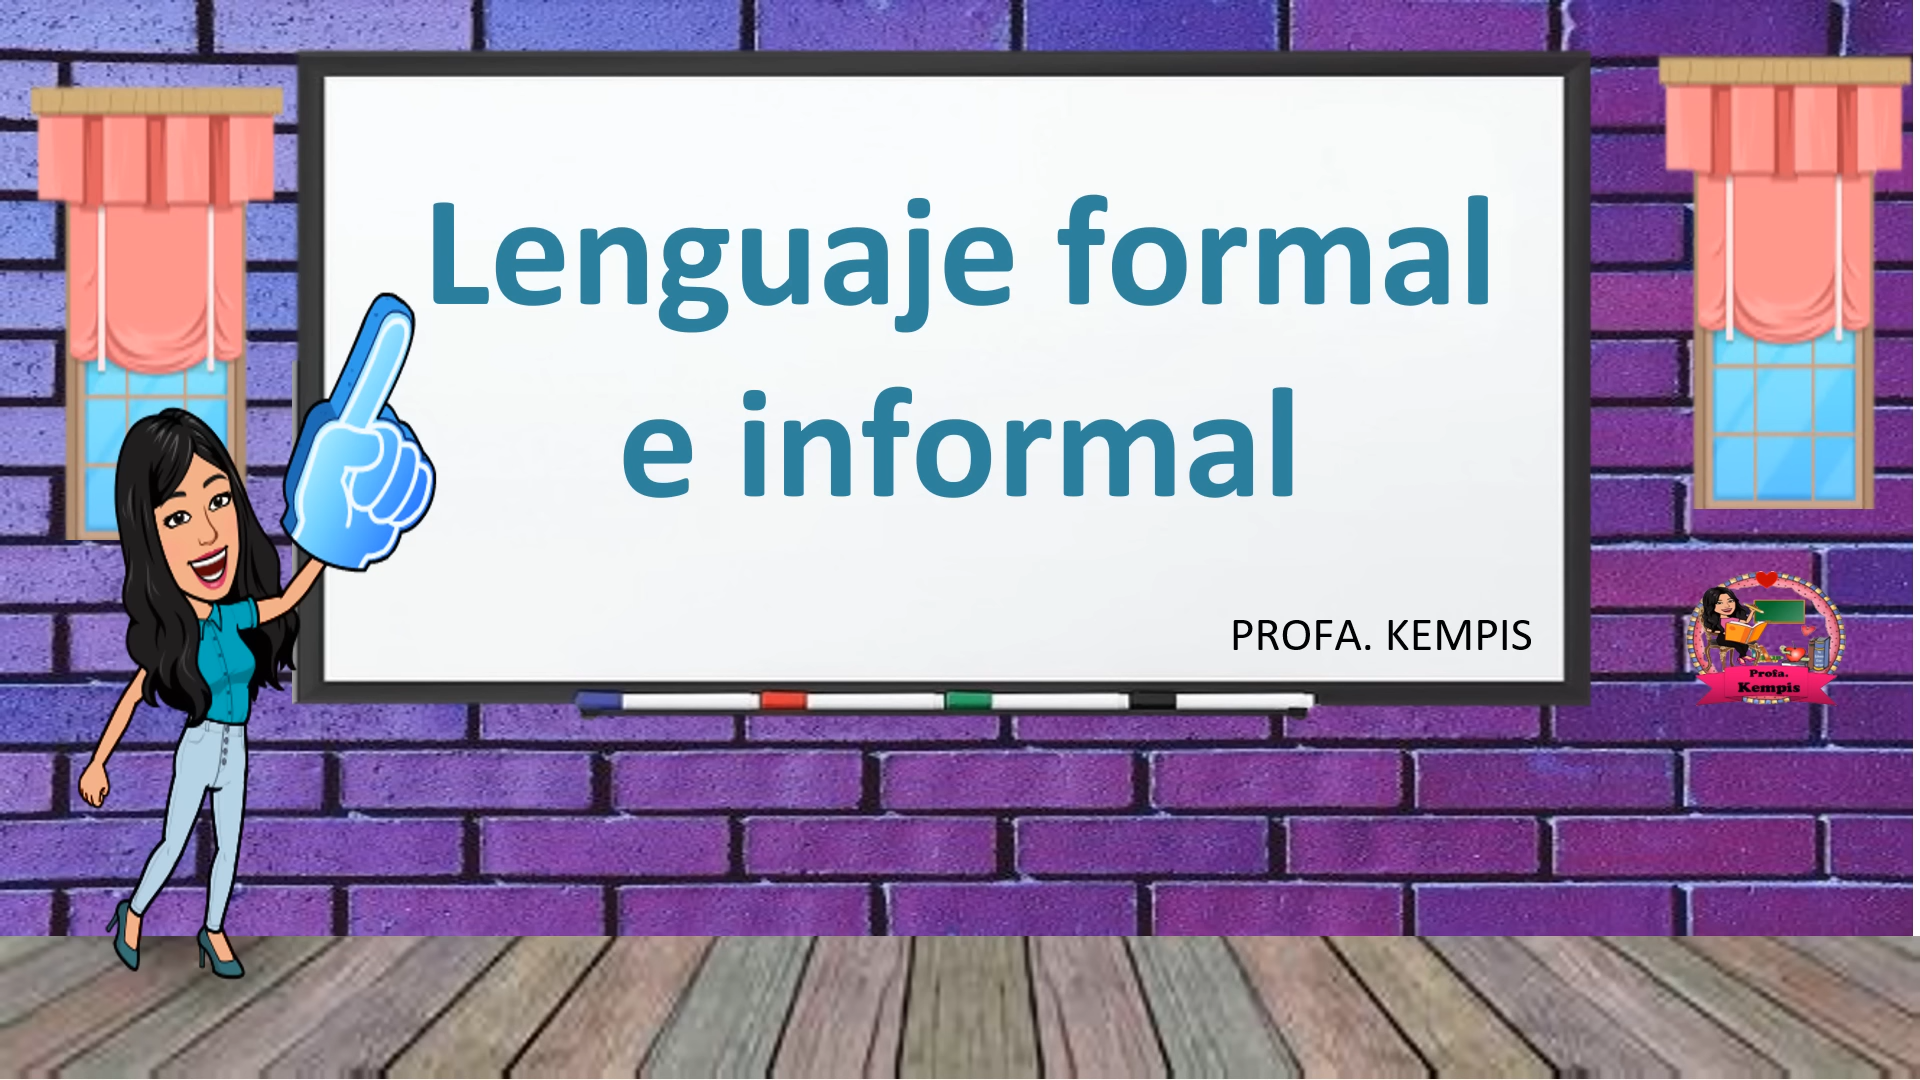 Lenguaje formal
e informal
PROFA. KEMPIS
Profa.
Kempis